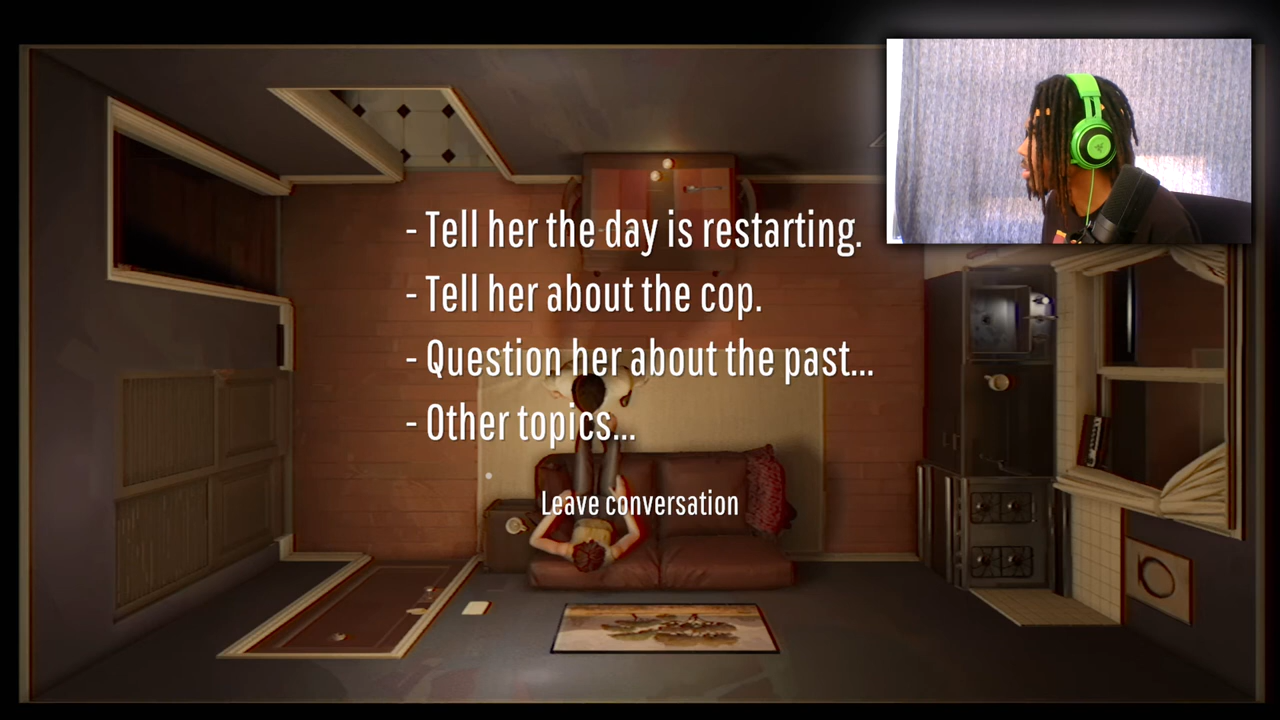 - Tell her the day is restarting.
- Tell her about the cop.
- Question her about the past...
- Other topics...
Leave conversation